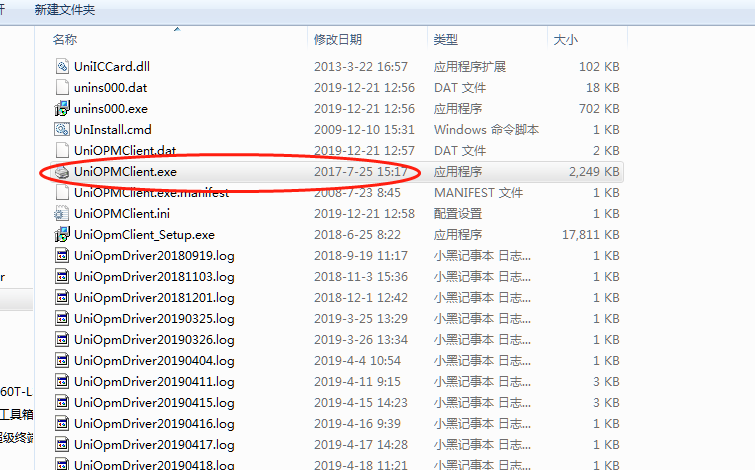 新建文件夹
名称 修改日期 类型 大小
UniICCard.dll 2013-3-22 16:57 应用程序扩展 102 KB
unins000.dat 2019-12-21 12:56 DAT 文件 18 KB
unins000.exe 2019-12-21 12:56 应用程序 702 KB
UnInstall.cmd 2009-12-10 15:31 Windows 命令脚本 1 KB
UniOPMClient.dat 2019-12-21 12:56 DAT 文件 2 KB
UniOPMClient.exe 2017-7-25 15:17 应用程序 2,249 KB
UniOPMClient.exe.manifest 2008-7-23 8:45 MANIFEST 文件 1 KB
UniOPMClient.ini 2019-12-21 12:58 配置设置 1 KB
UniOpmClient_Setup.exe 2018-6-25 8:22 应用程序 17,811 KB
UniOpmDriver20180919.log 2018-9-19 11:17 小黑记事本 日志... 1 KB
UniOpmDriver20181103.log 2018-11-3 15:36 小黑记事本 日志... 1 KB
UniOpmDriver20181201.log 2018-12-1 12:42 小黑记事本 日志... 1 KB
UniOpmDriver20190325.log 2019-3-25 13:29 小黑记事本 日志... 1 KB
UniOpmDriver20190326.log 2019-3-26 13:34 小黑记事本 日志... 1 KB
r
UniOpmDriver20190404.log 2019-4-4 10:54 小黑记事本 日志... 1 KB
UniOpmDriver20190411.log 2019-4-11 9:15 小黑记事本 日志... 3 KB
60T-L
UniOpmDriver20190415.log 2019-4-15 14:23 小黑记事本 日志... 3 KB
工具箱
UniOpmDriver20190416.log 2019-4-16 9:39 小黑记事本 日志... 1 KB
超级终端
UniOpmDriver20190417.log 2019-4-17 14:28 小黑记事本 日志... 1 KB
UniOpmDriver20190418.log 2019-4-18 11:21 小黑记事本 日志... 1 KB